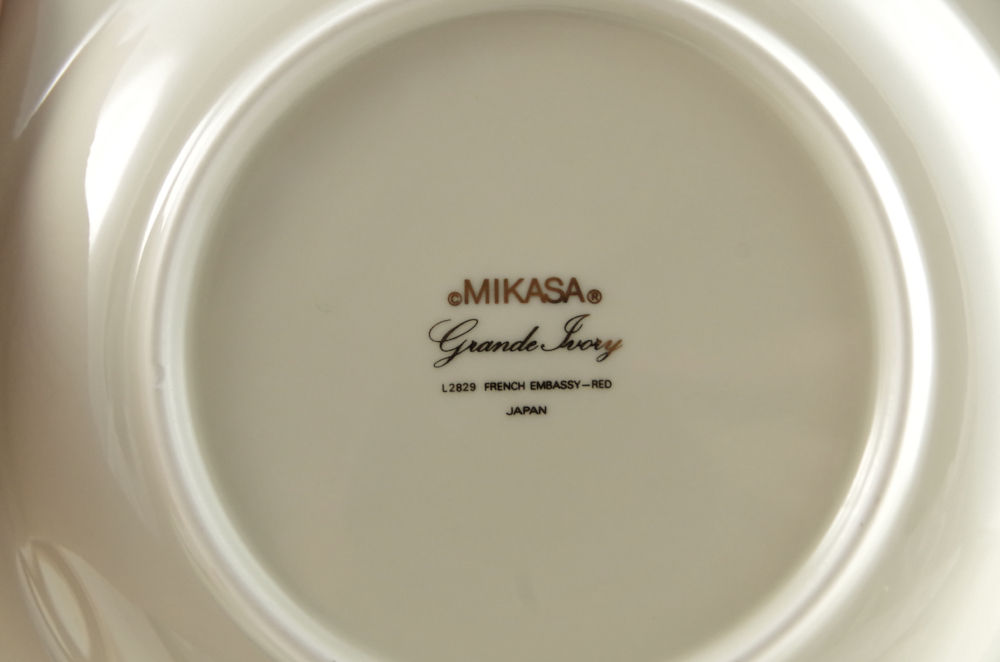 ©MIKASA®
Grande Ivory
L2829 FRENCH EMBASSY–RED
JAPAN